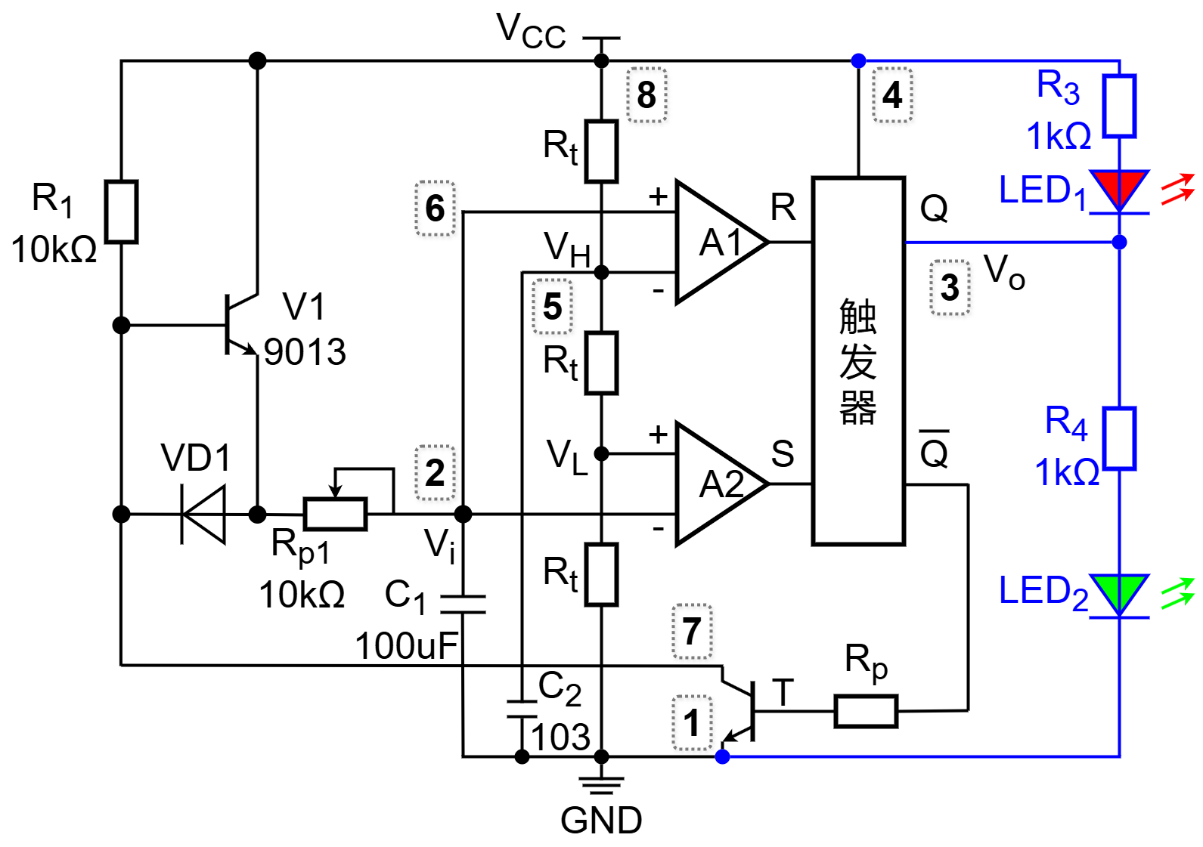 VCC
8
4
R3
1kΩ
Rt
LED1
R1
10kΩ
6
+
A1
R
Q
VH
-
5
3
Vo
V1
9013
Rt
触
发
器
VD1
2
VL
+
A2
S
Q̅
R4
1kΩ
Rp1
10kΩ
Vi
-
Rt
C1
100uF
LED2
7
Rp
C2
103
1
T
GND